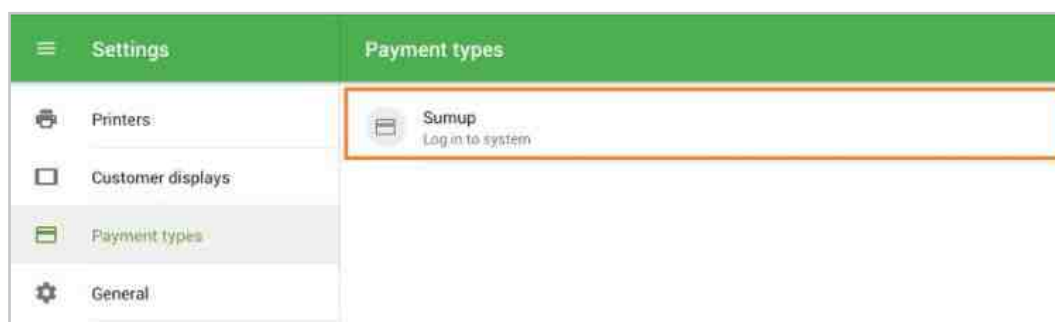 Settings
Payment types
Printers
Sumup
Log in to system
Customer displays
Payment types
General